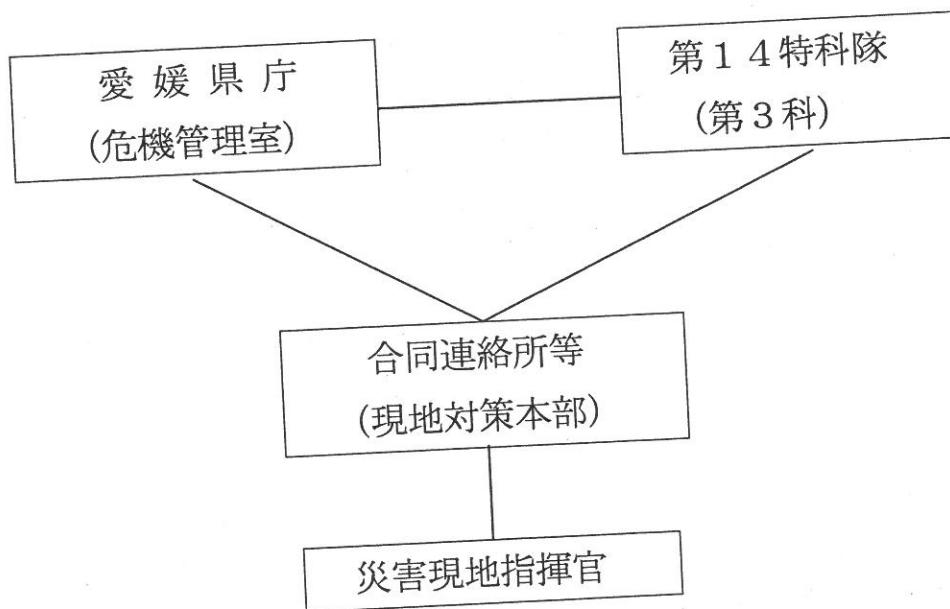 愛媛県庁
(危機管理室)
第14特科隊
(第3科)
合同連絡所等
(現地対策本部)
災害現地指揮官